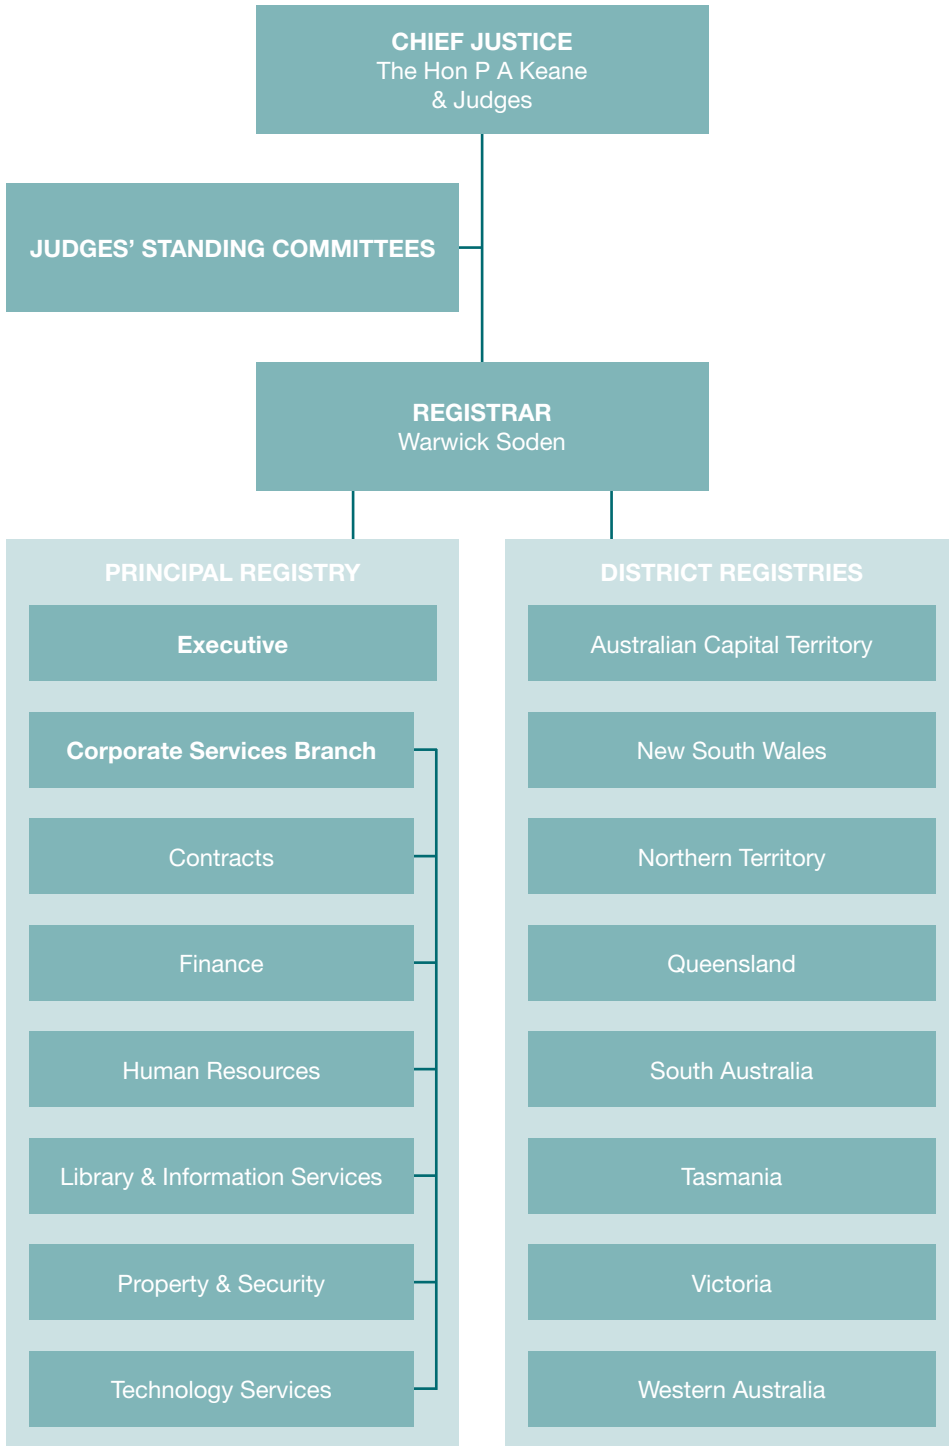 CHIEF JUSTICE
The Hon P A Keane
& Judges
JUDGES’ STANDING COMMITTEES
REGISTRAR
Warwick Soden
PRINCIPAL REGISTRY
Executive
Corporate Services Branch
Contracts
Finance
Human Resources
Library & Information Services
Property & Security
Technology Services
DISTRICT REGISTRIES
Australian Capital Territory
New South Wales
Northern Territory
Queensland
South Australia
Tasmania
Victoria
Western Australia